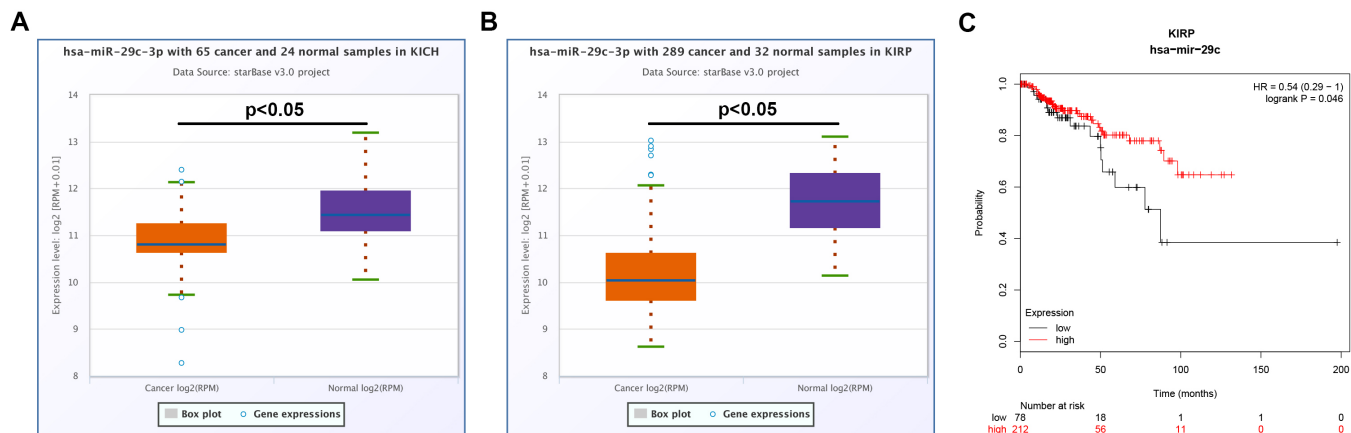 A
hsa-miR-29c-3p with 65 cancer and 24 normal samples in KICH
Data Source: starBase v3.0 project
p<0.05
Expression level: log2 [RPM+0.01]
14
13
12
11
10
9
8
Cancer log2(RPM)
Normal log2(RPM)
Box plot
Gene expressions
B
hsa-miR-29c-3p with 289 cancer and 32 normal samples in KIRP
Data Source: starBase v3.0 project
p<0.05
Expression level: log2 [RPM+0.01]
14
13
12
11
10
9
8
Cancer log2(RPM)
Normal log2(RPM)
Box plot
Gene expressions
C
KIRP
hsa−mir−29c
HR = 0.54 (0.29 − 1)
logrank P = 0.046
Probability
1.0
0.8
0.6
0.4
0.2
0.0
Expression
low
high
0 50 100 150 200
Time (months)
Number at risk
low 78 18 1 1 0
high 212 56 11 0 0